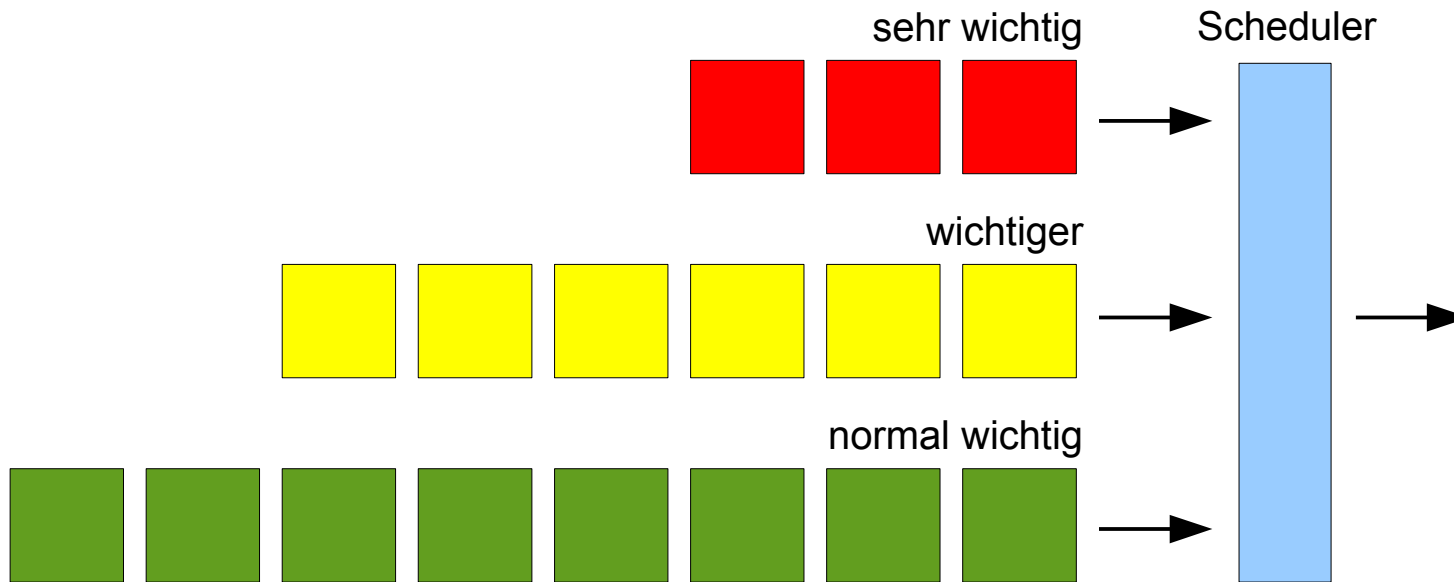 sehr wichtig
Scheduler
wichtiger
normal wichtig